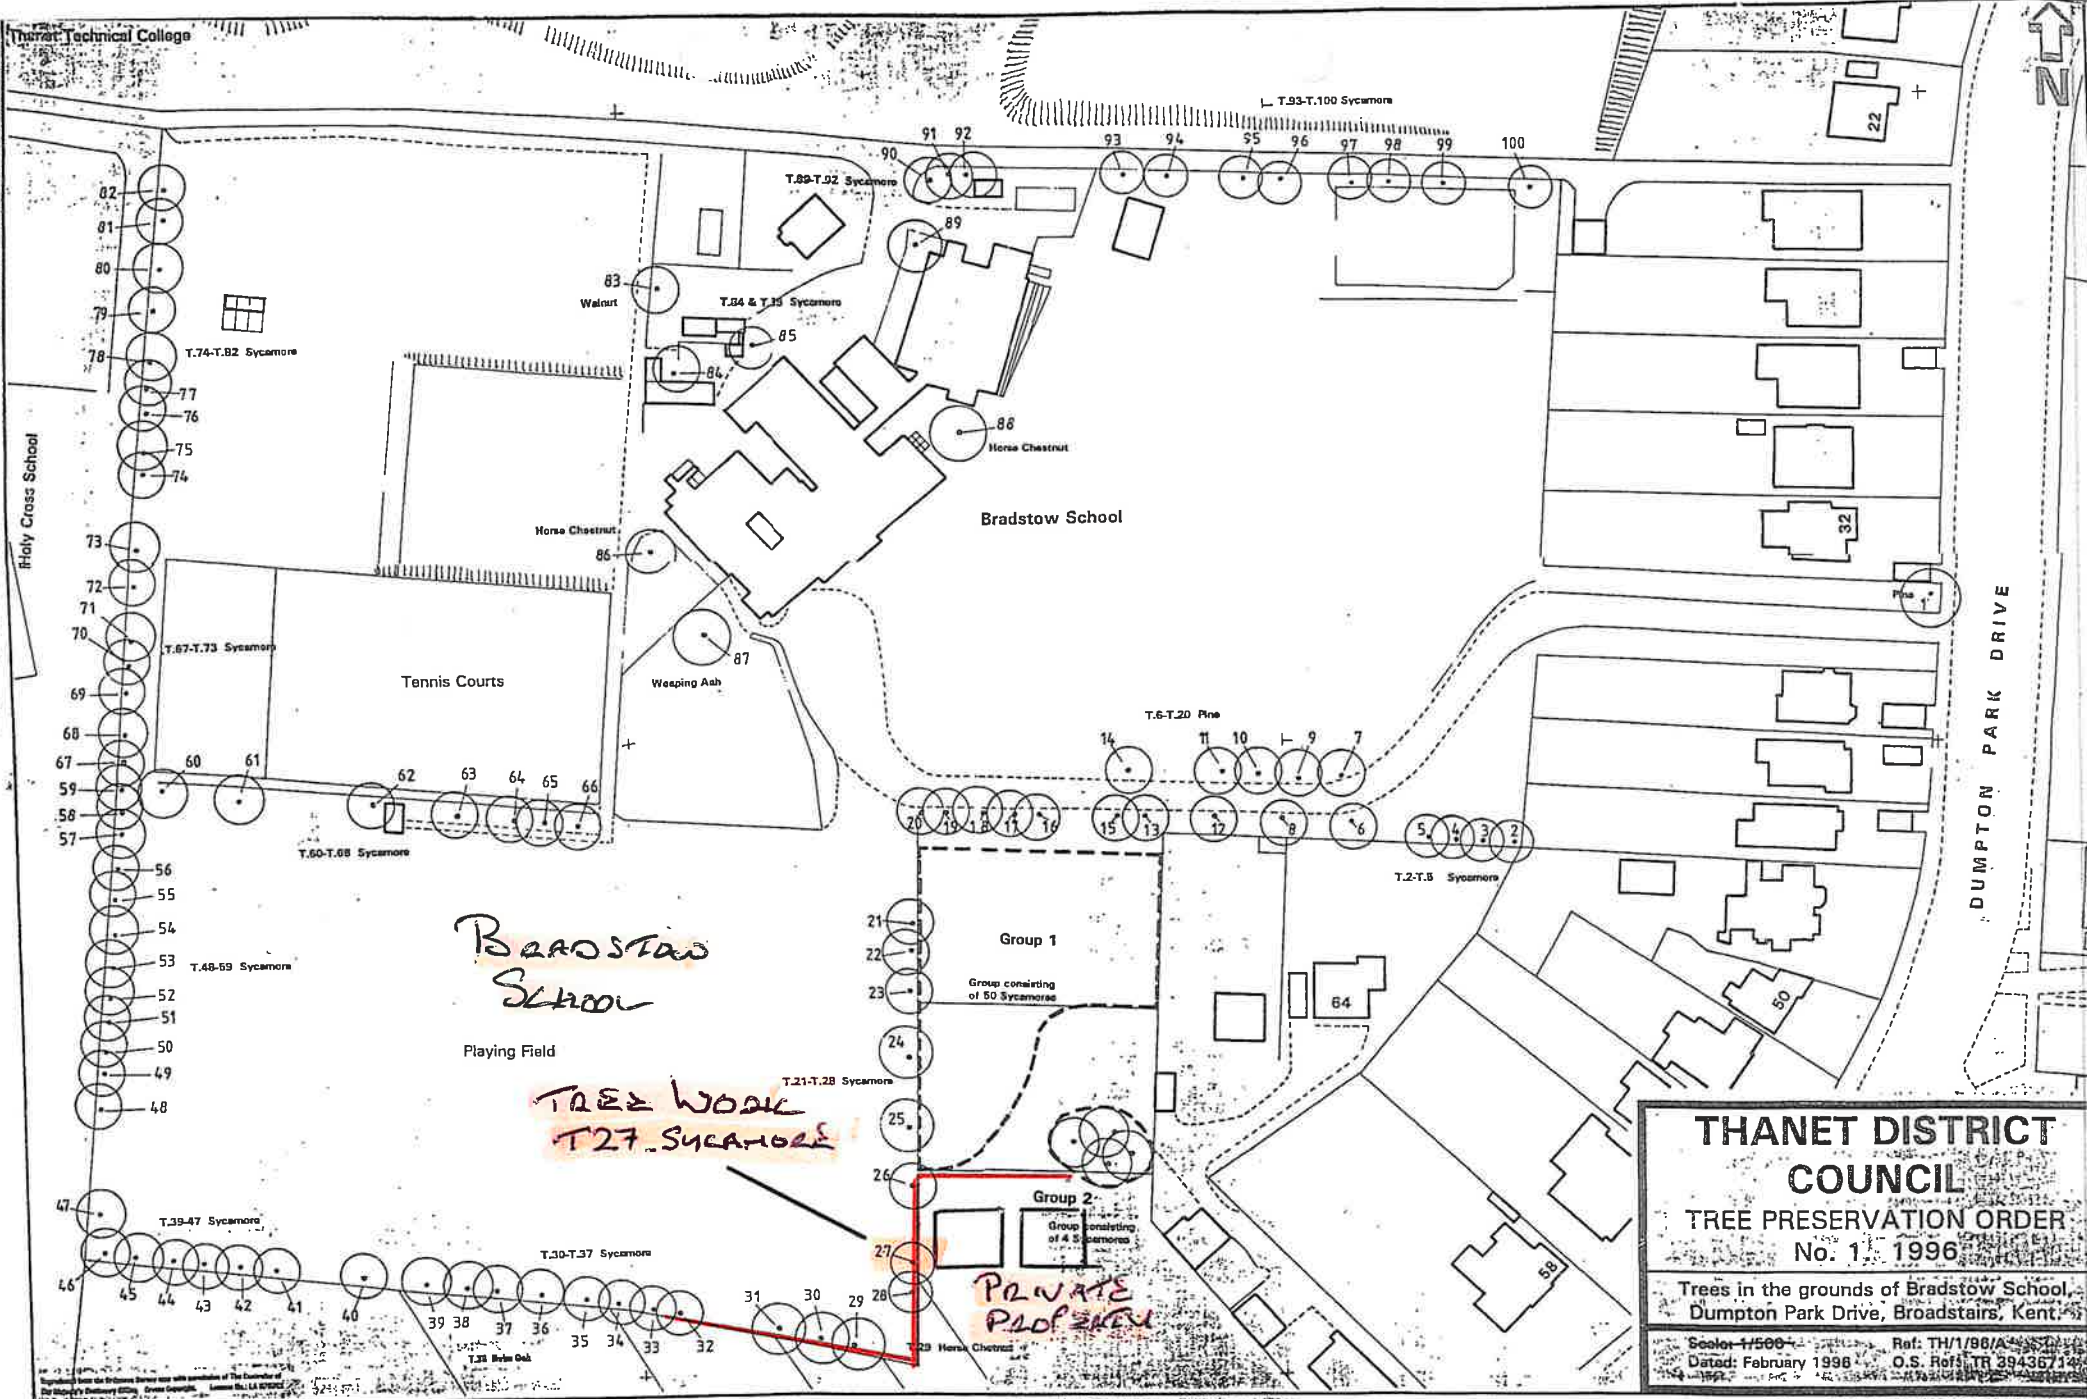 Thanet Technical College
N
T.93-T.100 Sycamore
22
90
91
92
93
94
95
96
97
98
99
100
T.89-T.92 Sycamore
82
81
80
79
78
77
76
75
74
T.74-T.82 Sycamore
83
Walnut
89
85
84
88
Horse Chestnut
Holy Cross School
Bradstow School
32
Horse Chestnut
86
73
72
71
70
69
68
67
T.67-T.73 Sycamore
Tennis Courts
87
Weeping Ash
Pine
1
DUMPTON PARK DRIVE
T.6-T.20 Pine
14
11
10
9
7
60
61
62
63
64
65
66
59
58
57
56
55
54
53
52
51
50
49
48
20
19
18
17
16
15
13
12
8
6
5
4
3
2
T.2-T.5 Sycamore
BRADSTOW
SCHOOL
T.48-59 Sycamore
Playing Field
21
22
23
24
25
26
27
28
Group 1
Group consisting
of 50 Sycamores
64
50
T.21-T.28 Sycamore
TREE WORK
T27 SYCAMORE
Group 2
Group consisting
of 4 Sycamores
PRIVATE
PROPERTY
58
47
46
45
44
43
42
41
40
39
38
37
36
35
34
33
32
31
30
29
T.39-47 Sycamore
T.30-T.37 Sycamore
T.29 Horse Chestnut
THANET DISTRICT
COUNCIL
TREE PRESERVATION ORDER
No. 1. 1996
Trees in the grounds of Bradstow School,
Dumpton Park Drive, Broadstairs, Kent.
Scale: 1/500
Ref: TH/1/96/A
Dated: February 1996
O.S. Ref: TR 39436714